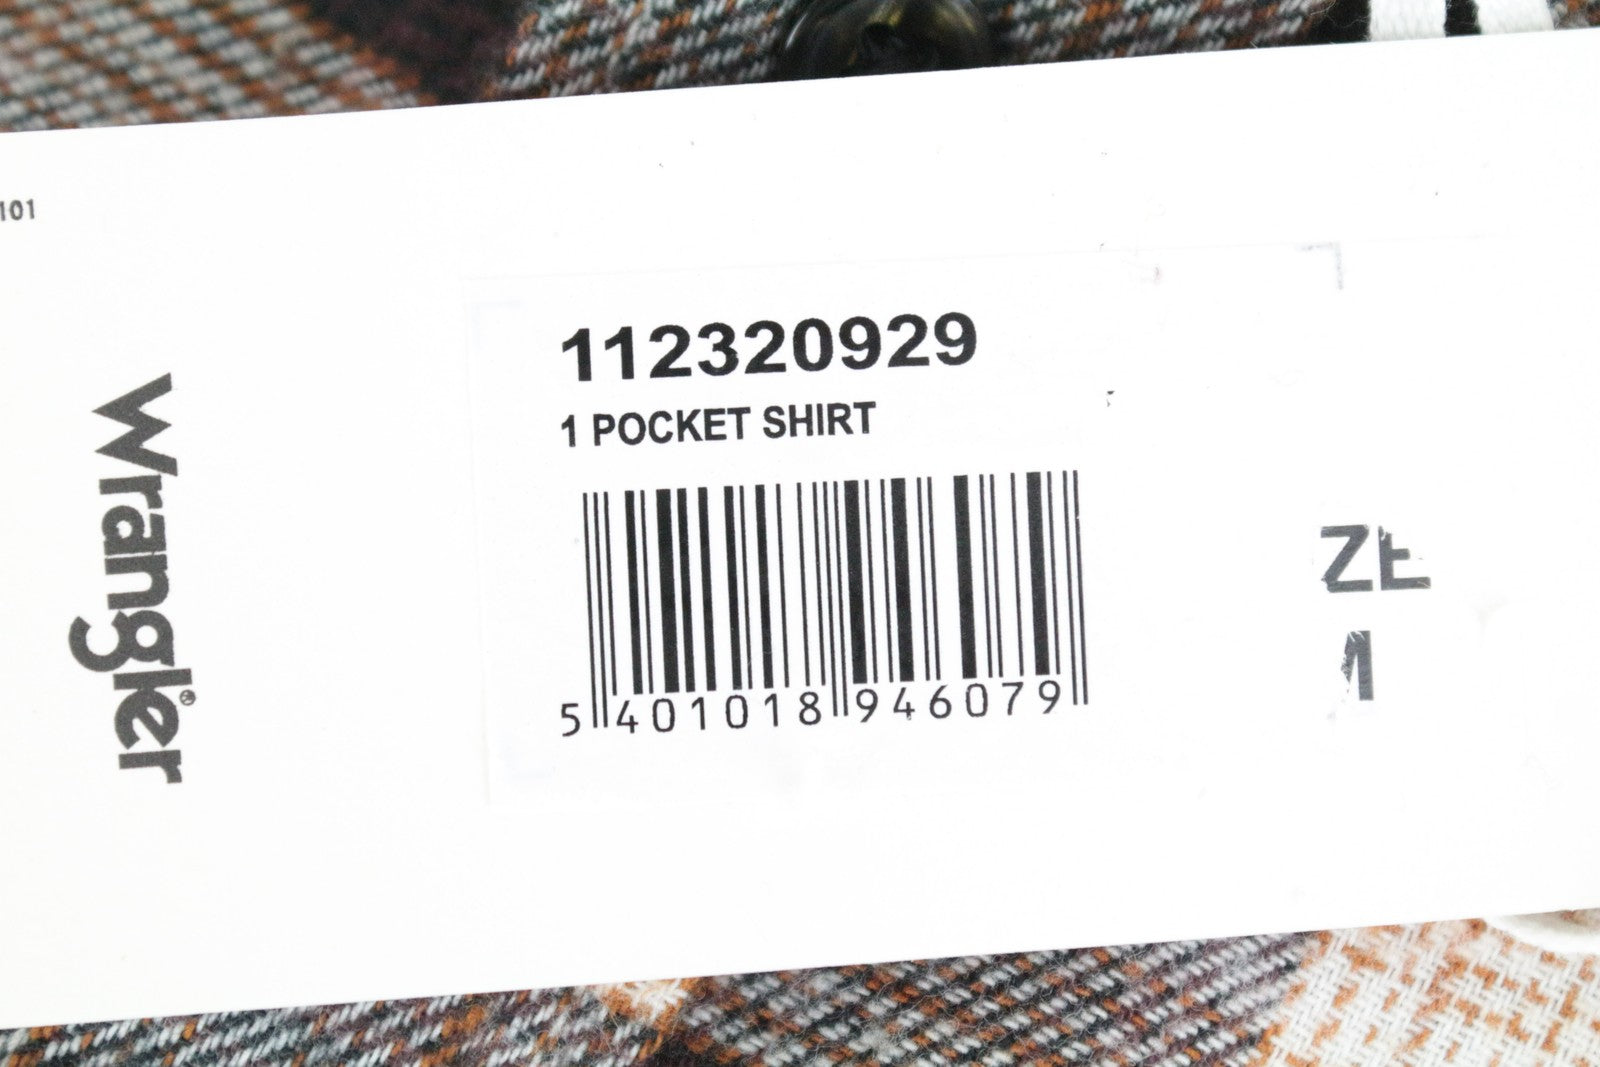 101
Wrangler®
112320929
1 POCKET SHIRT
5 401018 946079
ZE